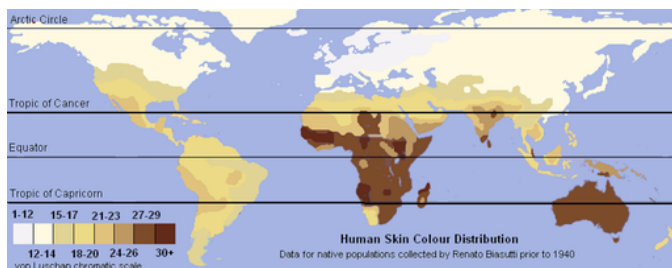 Arctic Circle
Tropic of Cancer
Equator
Tropic of Capricorn
1-12 15-17 21-23 27-29
12-14 18-20 24-26 30+
von Luschan chromatic scale
Human Skin Colour Distribution
Data for native populations collected by Renato Biasutti prior to 1940